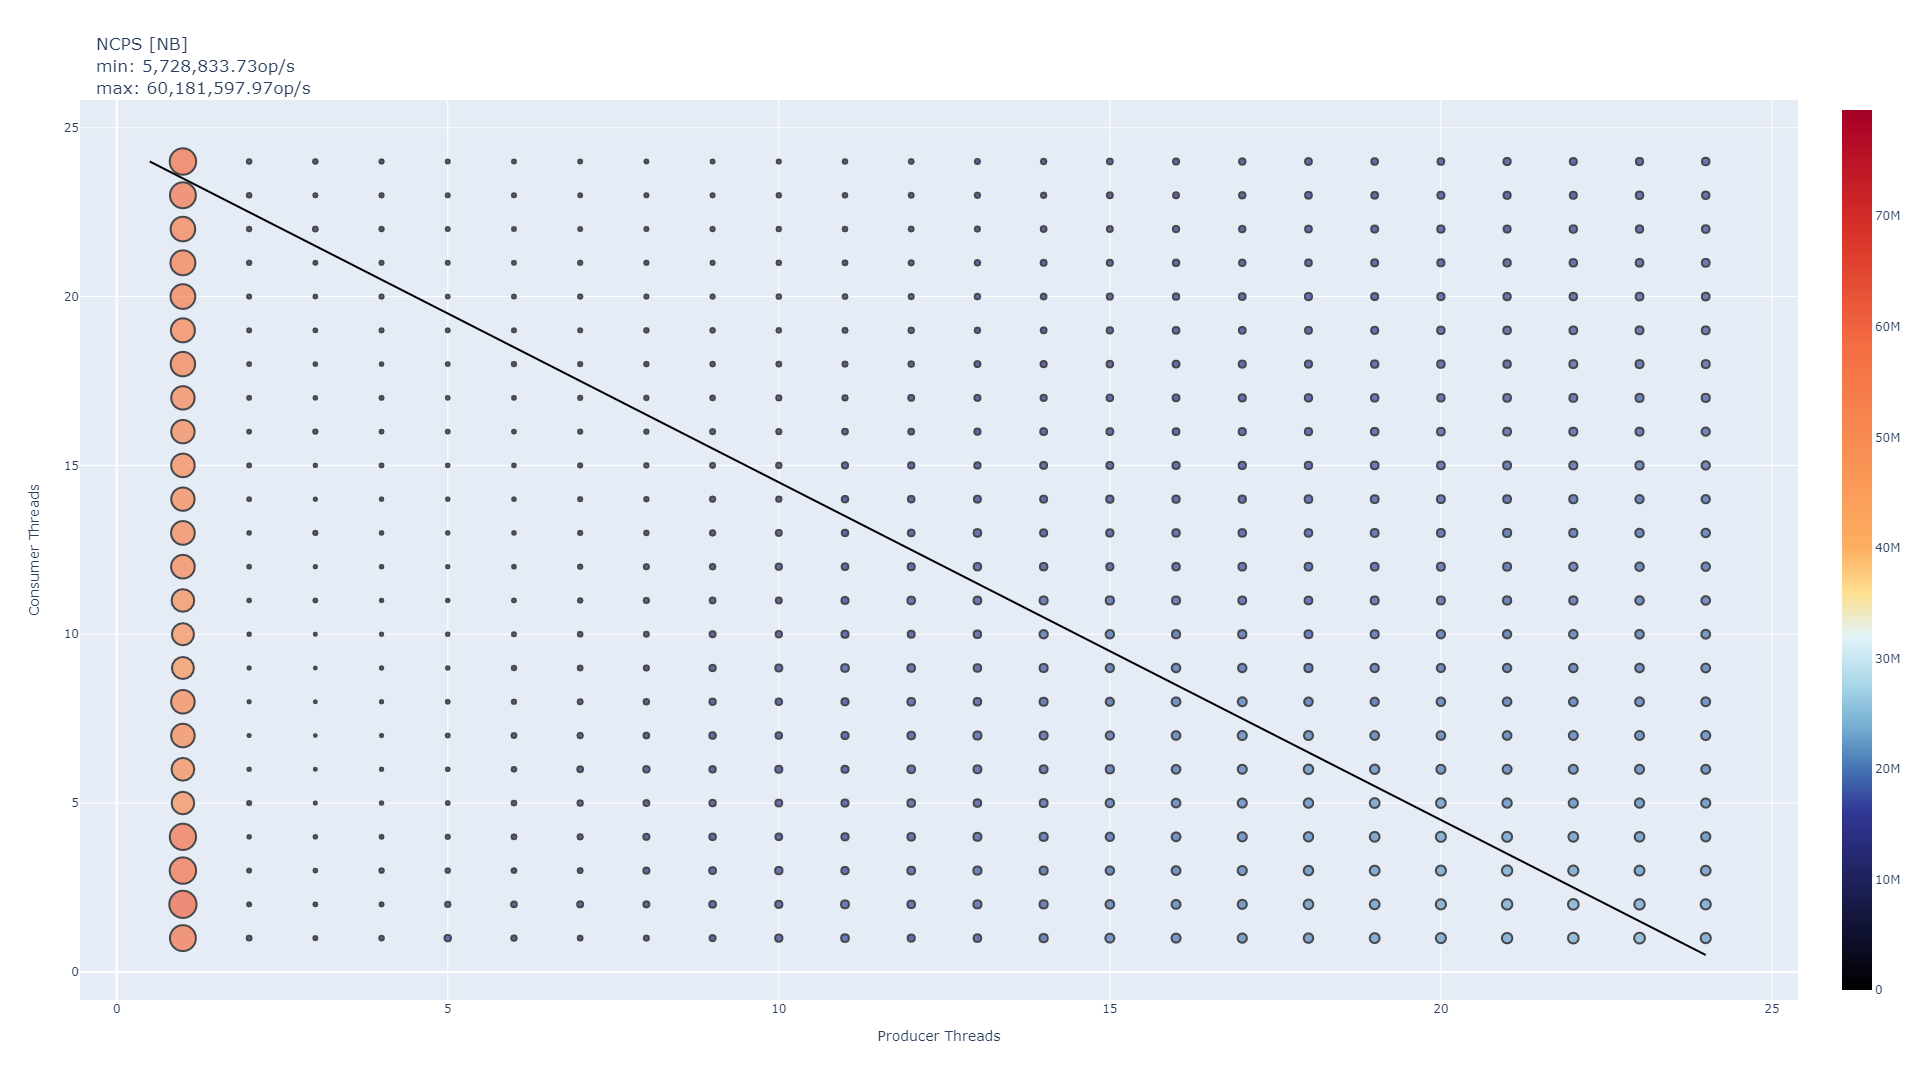 NCPS [NB]
min: 5,728,833.73op/s
max: 60,181,597.97op/s
25
20
15
10
5
0
Consumer Threads
0 5 10 15 20 25
Producer Threads
70M
60M
50M
40M
30M
20M
10M
0